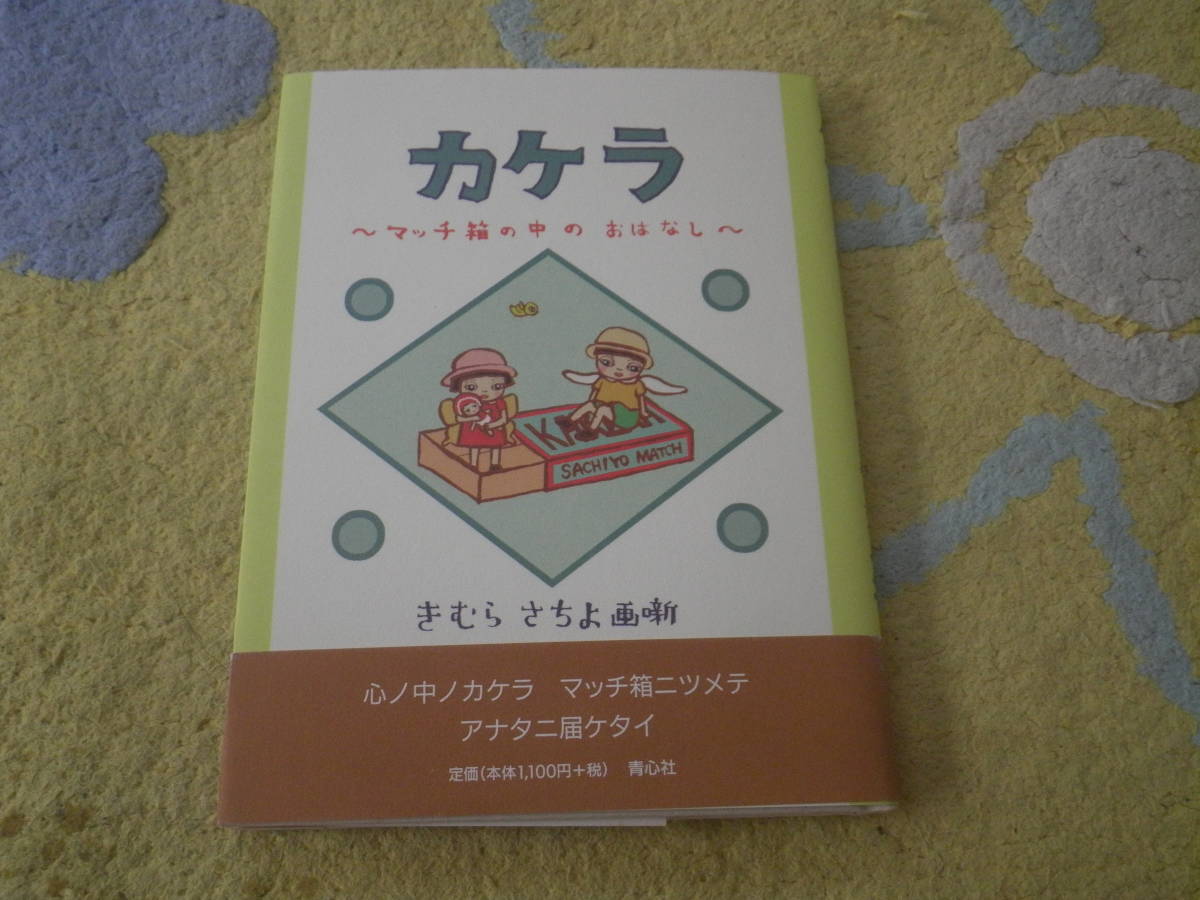 カケラ
～マッチ箱の中の おはなし～
SACHIYO MATCH
きむら さちよ画噺
心ノ中ノカケラ マッチ箱ニツメテ
アナタニ届ケタイ
定価(本体1,100円+税) 青心社